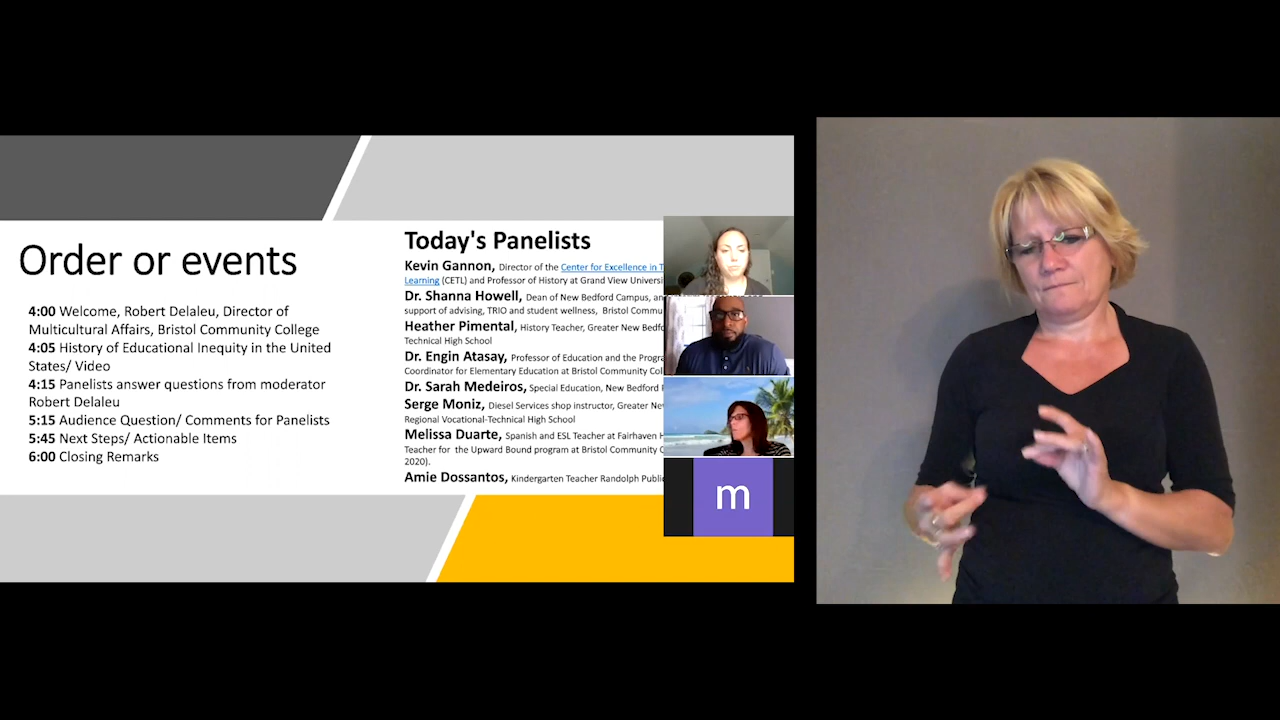 Order or events
4:00 Welcome, Robert Delaleu, Director of
Multicultural Affairs, Bristol Community College
4:05 History of Educational Inequity in the United
States/ Video
4:15 Panelists answer questions from moderator
Robert Delaleu
5:15 Audience Question/ Comments for Panelists
5:45 Next Steps/ Actionable Items
6:00 Closing Remarks
Today's Panelists
Kevin Gannon, Director of the Center for Excellence in T
Learning (CETL) and Professor of History at Grand View Universi
Dr. Shanna Howell, Dean of New Bedford Campus, an
support of advising, TRIO and student wellness, Bristol Commu
Heather Pimental, History Teacher, Greater New Bedfo
Technical High School
Dr. Engin Atasay, Professor of Education and the Progra
Coordinator for Elementary Education at Bristol Community Col
Dr. Sarah Medeiros, Special Education, New Bedford P
Serge Moniz, Diesel Services shop instructor, Greater New
Regional Vocational-Technical High School
Melissa Duarte, Spanish and ESL Teacher at Fairhaven H
Teacher for the Upward Bound program at Bristol Community C
2020).
Amie Dossantos, Kindergarten Teacher Randolph Public
m